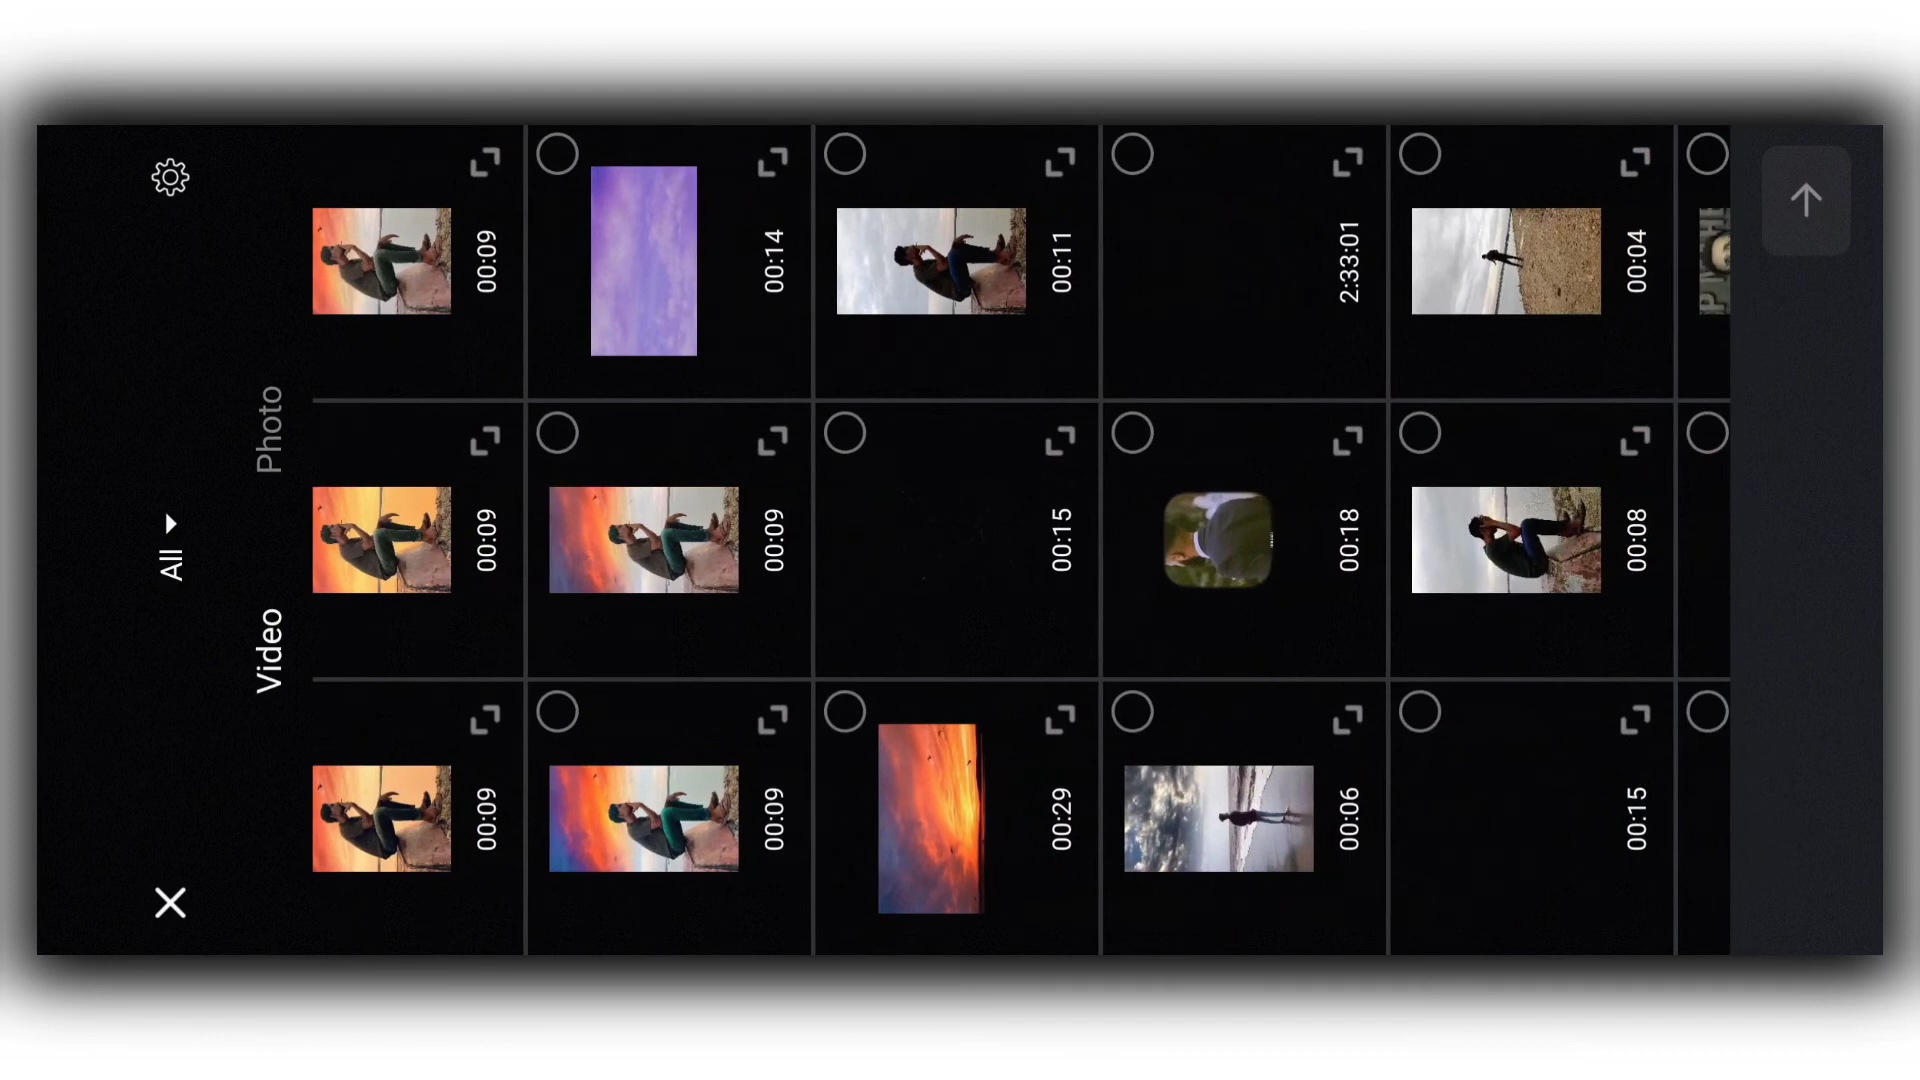 All
Video Photo
00:09 00:09 00:09
00:09 00:09 00:14
00:29 00:15 00:11
00:06 00:18 2:33:01
00:15 00:08 00:04